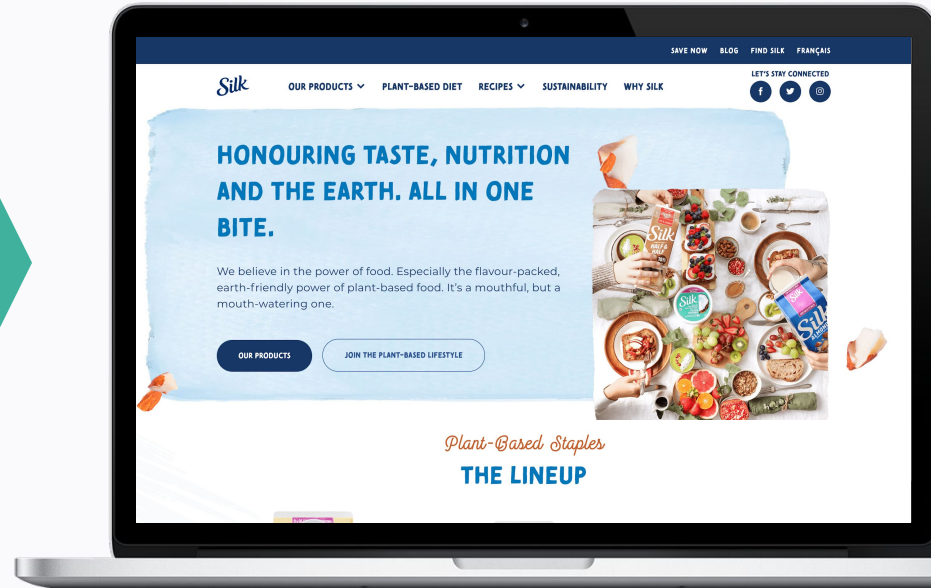 SAVE NOW BLOG FIND SILK FRANÇAIS
Silk
OUR PRODUCTS PLANT-BASED DIET RECIPES SUSTAINABILITY WHY SILK
LET'S STAY CONNECTED
HONOURING TASTE, NUTRITION
AND THE EARTH. ALL IN ONE
BITE.
We believe in the power of food. Especially the flavour-packed,
earth-friendly power of plant-based food. It's a mouthful, but a
mouth-watering one.
OUR PRODUCTS
JOIN THE PLANT-BASED LIFESTYLE
Silk
HALF &
HALF
Silk
Silk
ALMOND
Plant-Based Staples
THE LINEUP